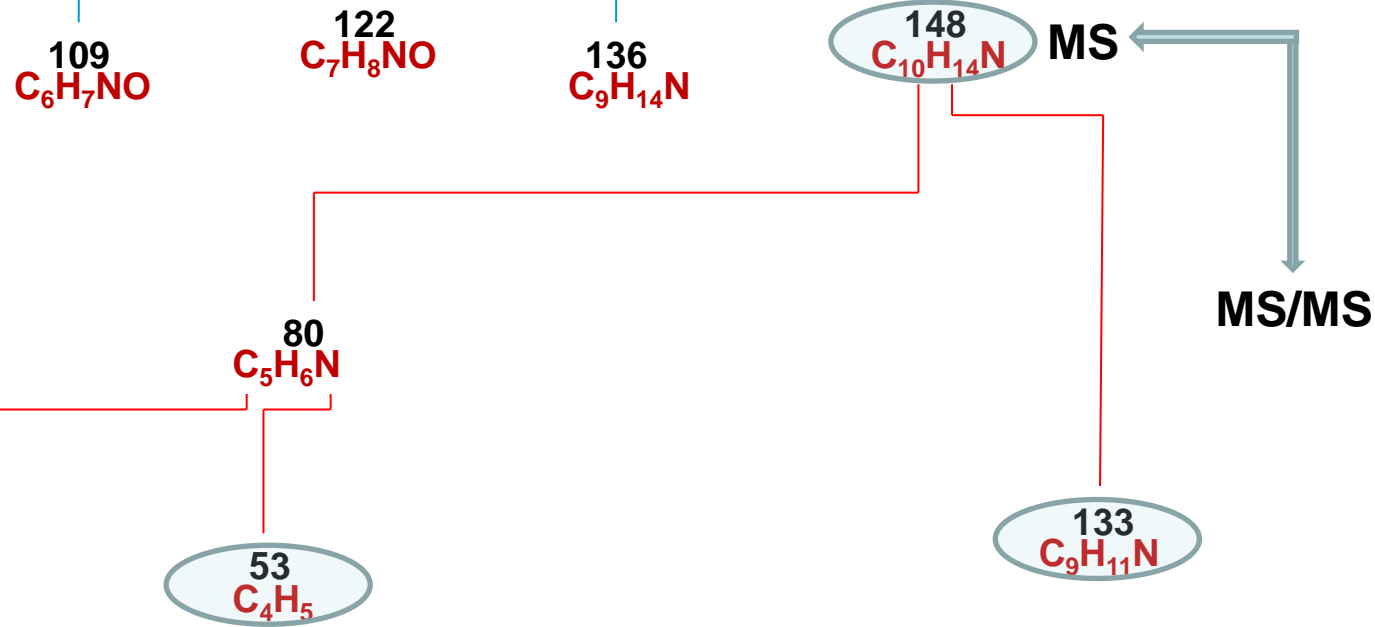 109
C₆H₇NO
122
C₇H₈NO
136
C₉H₁₄N
148
C₁₀H₁₄N
MS
MS/MS
80
C₅H₆N
53
C₄H₅
133
C₉H₁₁N